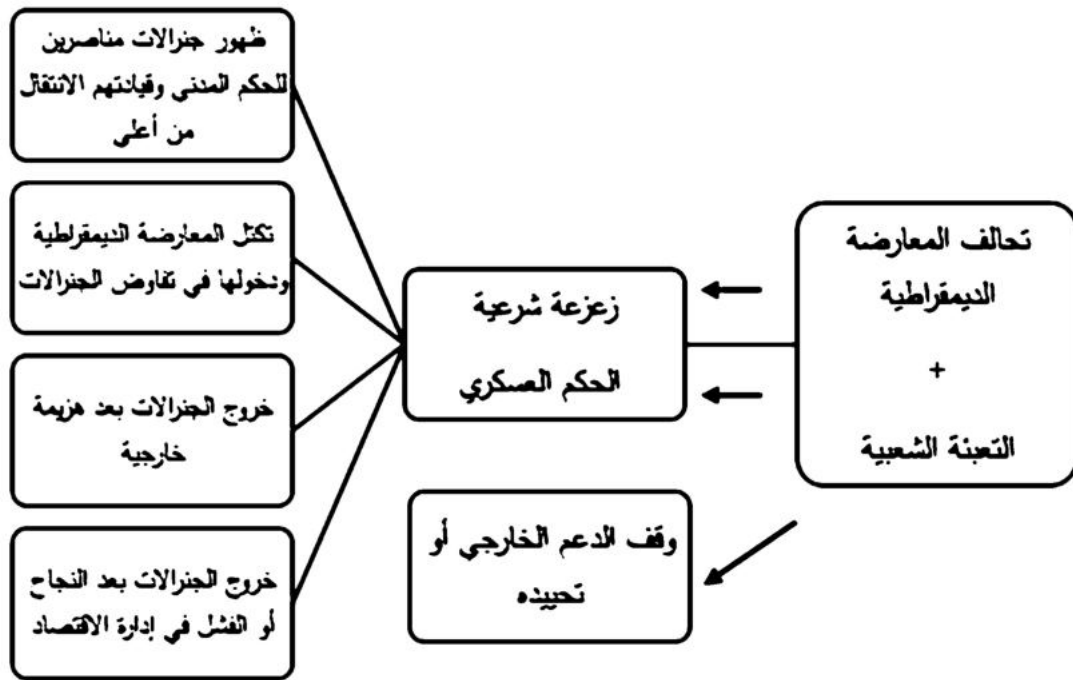 تحالف المعارضة
الديمقراطية
+
التعبئة الشعبية
زعزعة شرعية
الحكم العسكري
وقف الدعم الخارجي أو
تحييده
ظهور جنرالات مناصرين
للحكم المدني وقيادتهم الانتقال
من أعلى
تكتل المعارضة الديمقراطية
ودخولها في تفاوض الجنرالات
خروج الجنرالات بعد هزيمة
خارجية
خروج الجنرالات بعد النجاح
أو الفشل في إدارة الاقتصاد